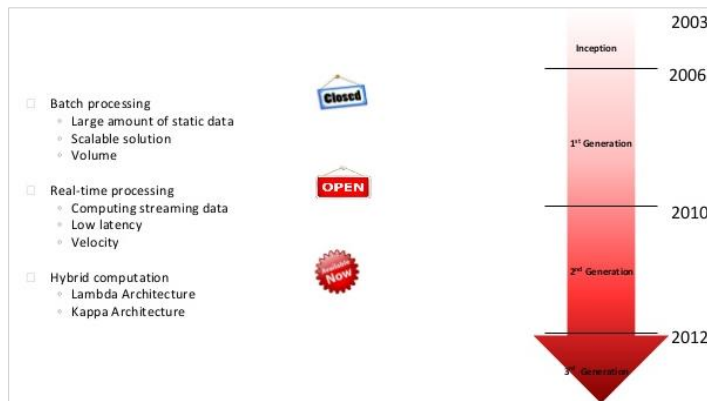 Batch processing
Large amount of static data
Scalable solution
Volume
Closed
Real-time processing
Computing streaming data
Low latency
Velocity
OPEN
Hybrid computation
Lambda Architecture
Kappa Architecture
Available
Now
2003
Inception
2006
1st Generation
2010
2nd Generation
2012
3rd Generation